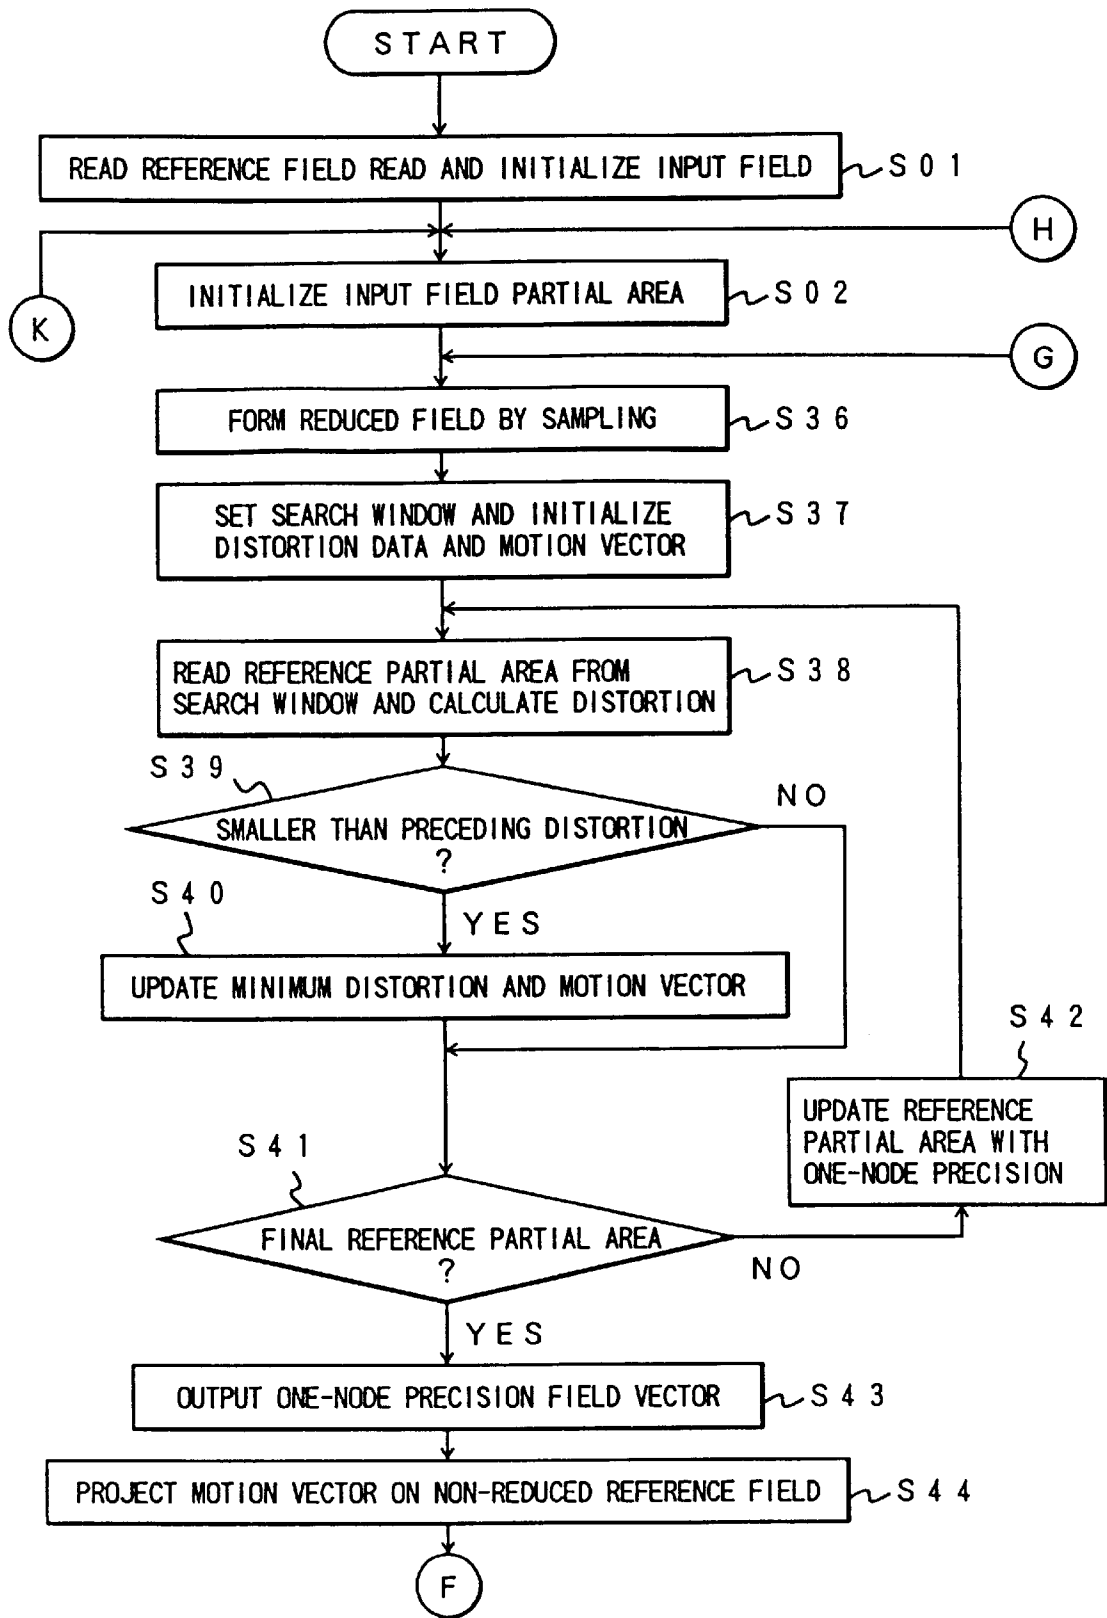 START
READ REFERENCE FIELD READ AND INITIALIZE INPUT FIELD
S01
H
INITIALIZE INPUT FIELD PARTIAL AREA
S02
K
G
FORM REDUCED FIELD BY SAMPLING
S36
SET SEARCH WINDOW AND INITIALIZE
DISTORTION DATA AND MOTION VECTOR
S37
READ REFERENCE PARTIAL AREA FROM
SEARCH WINDOW AND CALCULATE DISTORTION
S38
S39
SMALLER THAN PRECEDING DISTORTION
?
NO
YES
S40
UPDATE MINIMUM DISTORTION AND MOTION VECTOR
S42
UPDATE REFERENCE
PARTIAL AREA WITH
ONE-NODE PRECISION
S41
FINAL REFERENCE PARTIAL AREA
?
NO
YES
OUTPUT ONE-NODE PRECISION FIELD VECTOR
S43
PROJECT MOTION VECTOR ON NON-REDUCED REFERENCE FIELD
S44
F